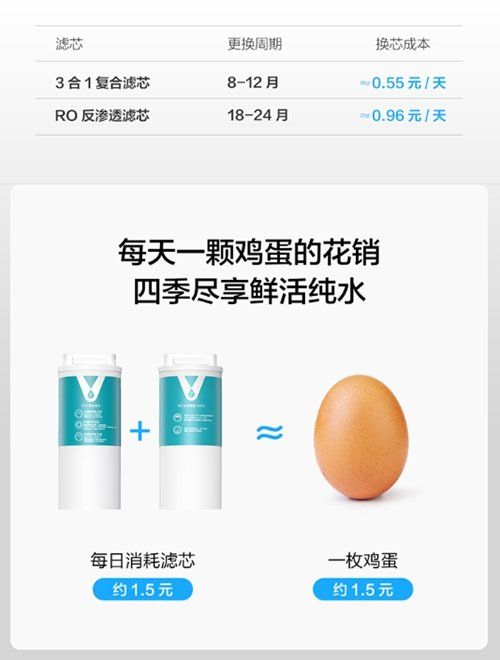 滤芯 更换周期 换芯成本
3合1复合滤芯 8-12月 ≈0.55元/天
RO反渗透滤芯 18-24月 ≈0.96元/天
每天一颗鸡蛋的花销
四季尽享鲜活纯水
+ ≈
每日消耗滤芯 一枚鸡蛋
约1.5元 约1.5元